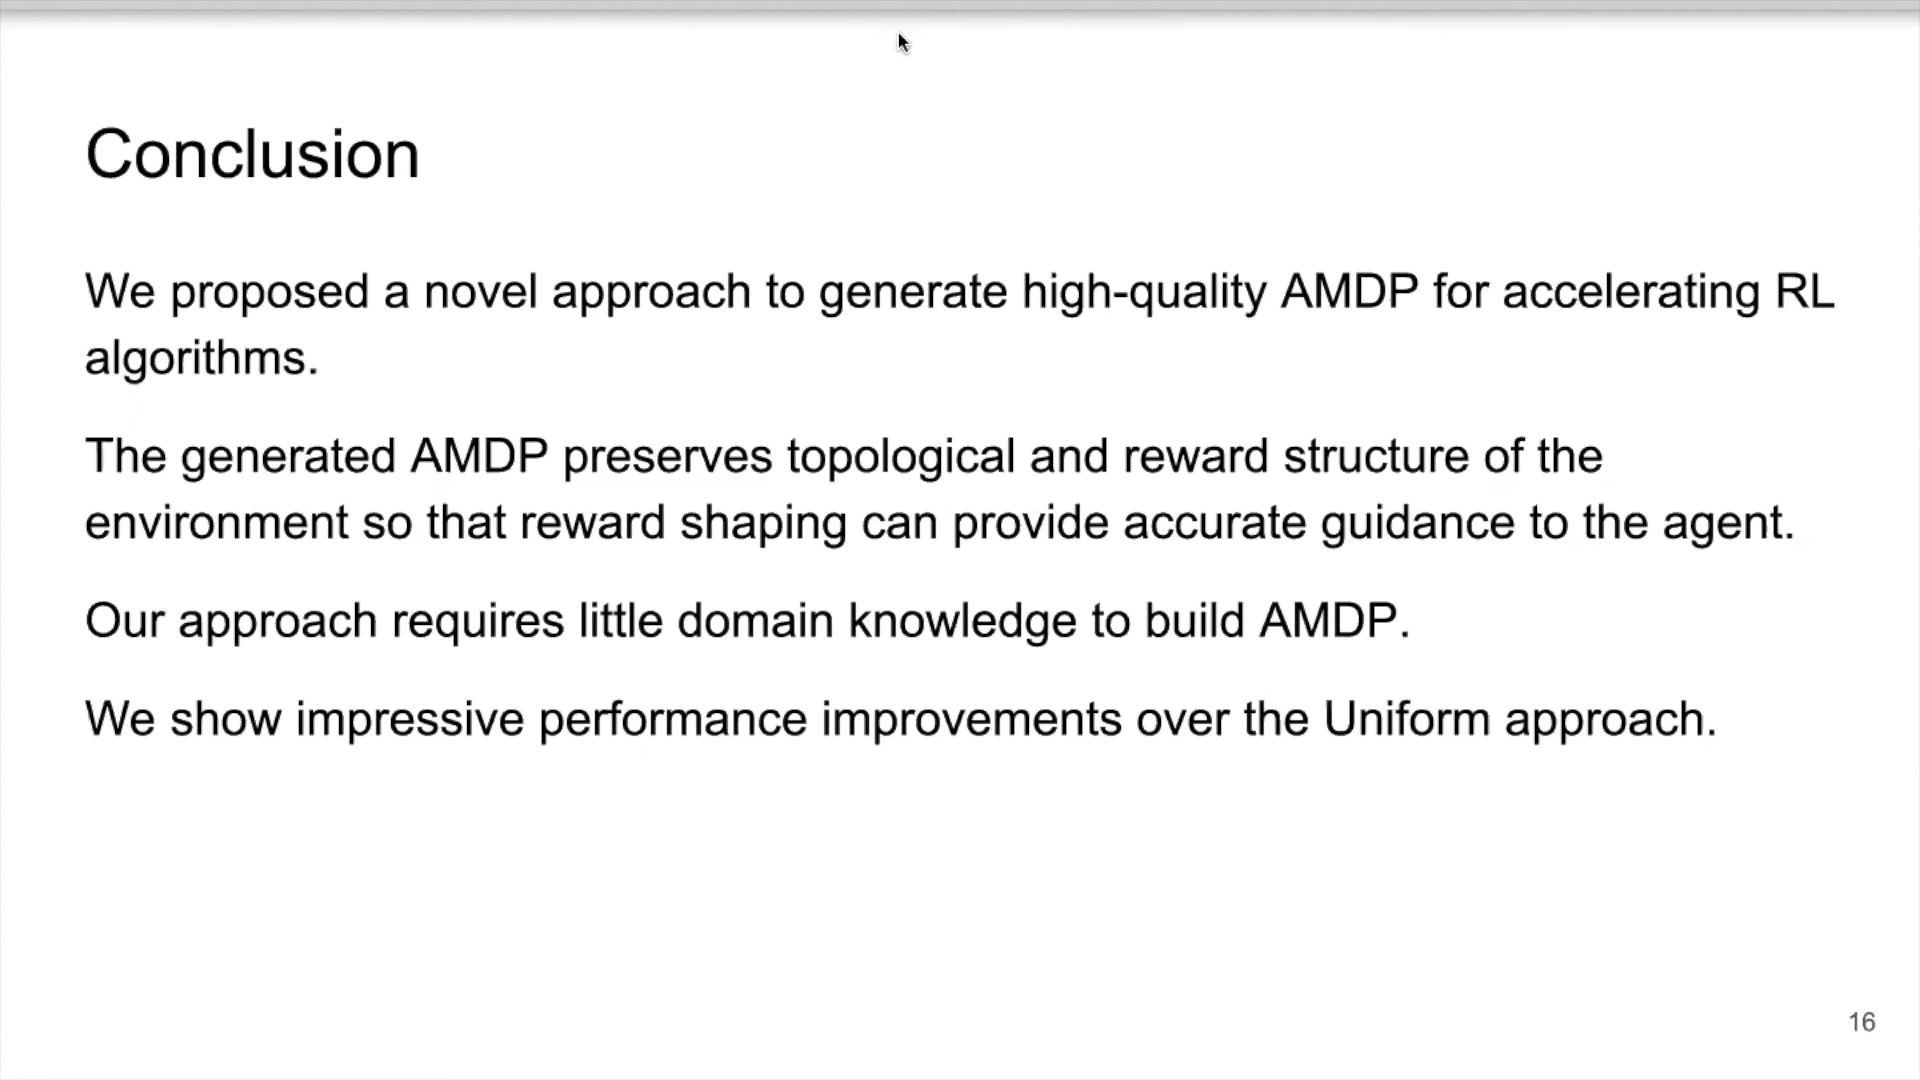 Conclusion
We proposed a novel approach to generate high-quality AMDP for accelerating RL
algorithms.
The generated AMDP preserves topological and reward structure of the
environment so that reward shaping can provide accurate guidance to the agent.
Our approach requires little domain knowledge to build AMDP.
We show impressive performance improvements over the Uniform approach.
16